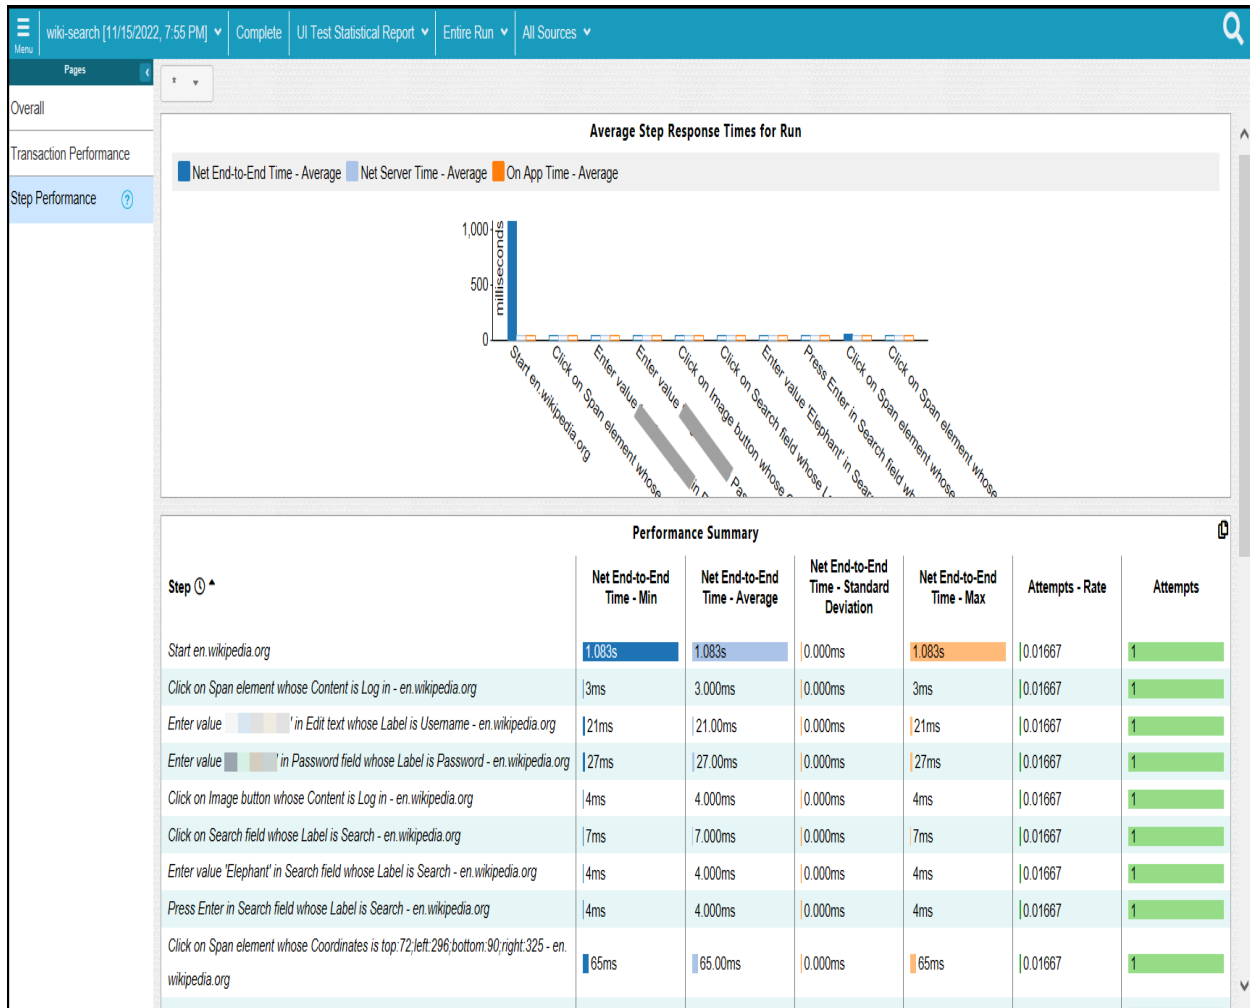 Menu
wiki-search [11/15/2022, 7:55 PM]
Complete
UI Test Statistical Report
Entire Run
All Sources
Pages
Overall
Transaction Performance
Step Performance ?
*
Average Step Response Times for Run
Net End-to-End Time - Average Net Server Time - Average On App Time - Average
1,000
500
0
milliseconds
Start en.wikipedia.org
Click on Span element whose
Enter value in
Enter value Pas
Click on Image button whose
Click on Search field whose L
Enter value 'Elephant' in Sear
Press Enter in Search field wh
Click on Span element whose
Click on Span element whose
Performance Summary
Step Net End-to-End Time - Min Net End-to-End Time - Average Net End-to-End Time - Standard Deviation Net End-to-End Time - Max Attempts - Rate Attempts
Start en.wikipedia.org 1.083s 1.083s 0.000ms 1.083s 0.01667 1
Click on Span element whose Content is Log in - en.wikipedia.org 3ms 3.000ms 0.000ms 3ms 0.01667 1
Enter value ' in Edit text whose Label is Username - en.wikipedia.org 21ms 21.00ms 0.000ms 21ms 0.01667 1
Enter value ' in Password field whose Label is Password - en.wikipedia.org 27ms 27.00ms 0.000ms 27ms 0.01667 1
Click on Image button whose Content is Log in - en.wikipedia.org 4ms 4.000ms 0.000ms 4ms 0.01667 1
Click on Search field whose Label is Search - en.wikipedia.org 7ms 7.000ms 0.000ms 7ms 0.01667 1
Enter value 'Elephant' in Search field whose Label is Search - en.wikipedia.org 4ms 4.000ms 0.000ms 4ms 0.01667 1
Press Enter in Search field whose Label is Search - en.wikipedia.org 4ms 4.000ms 0.000ms 4ms 0.01667 1
Click on Span element whose Coordinates is top:72;left:296;bottom:90;right:325 - en.
wikipedia.org 65ms 65.00ms 0.000ms 65ms 0.01667 1